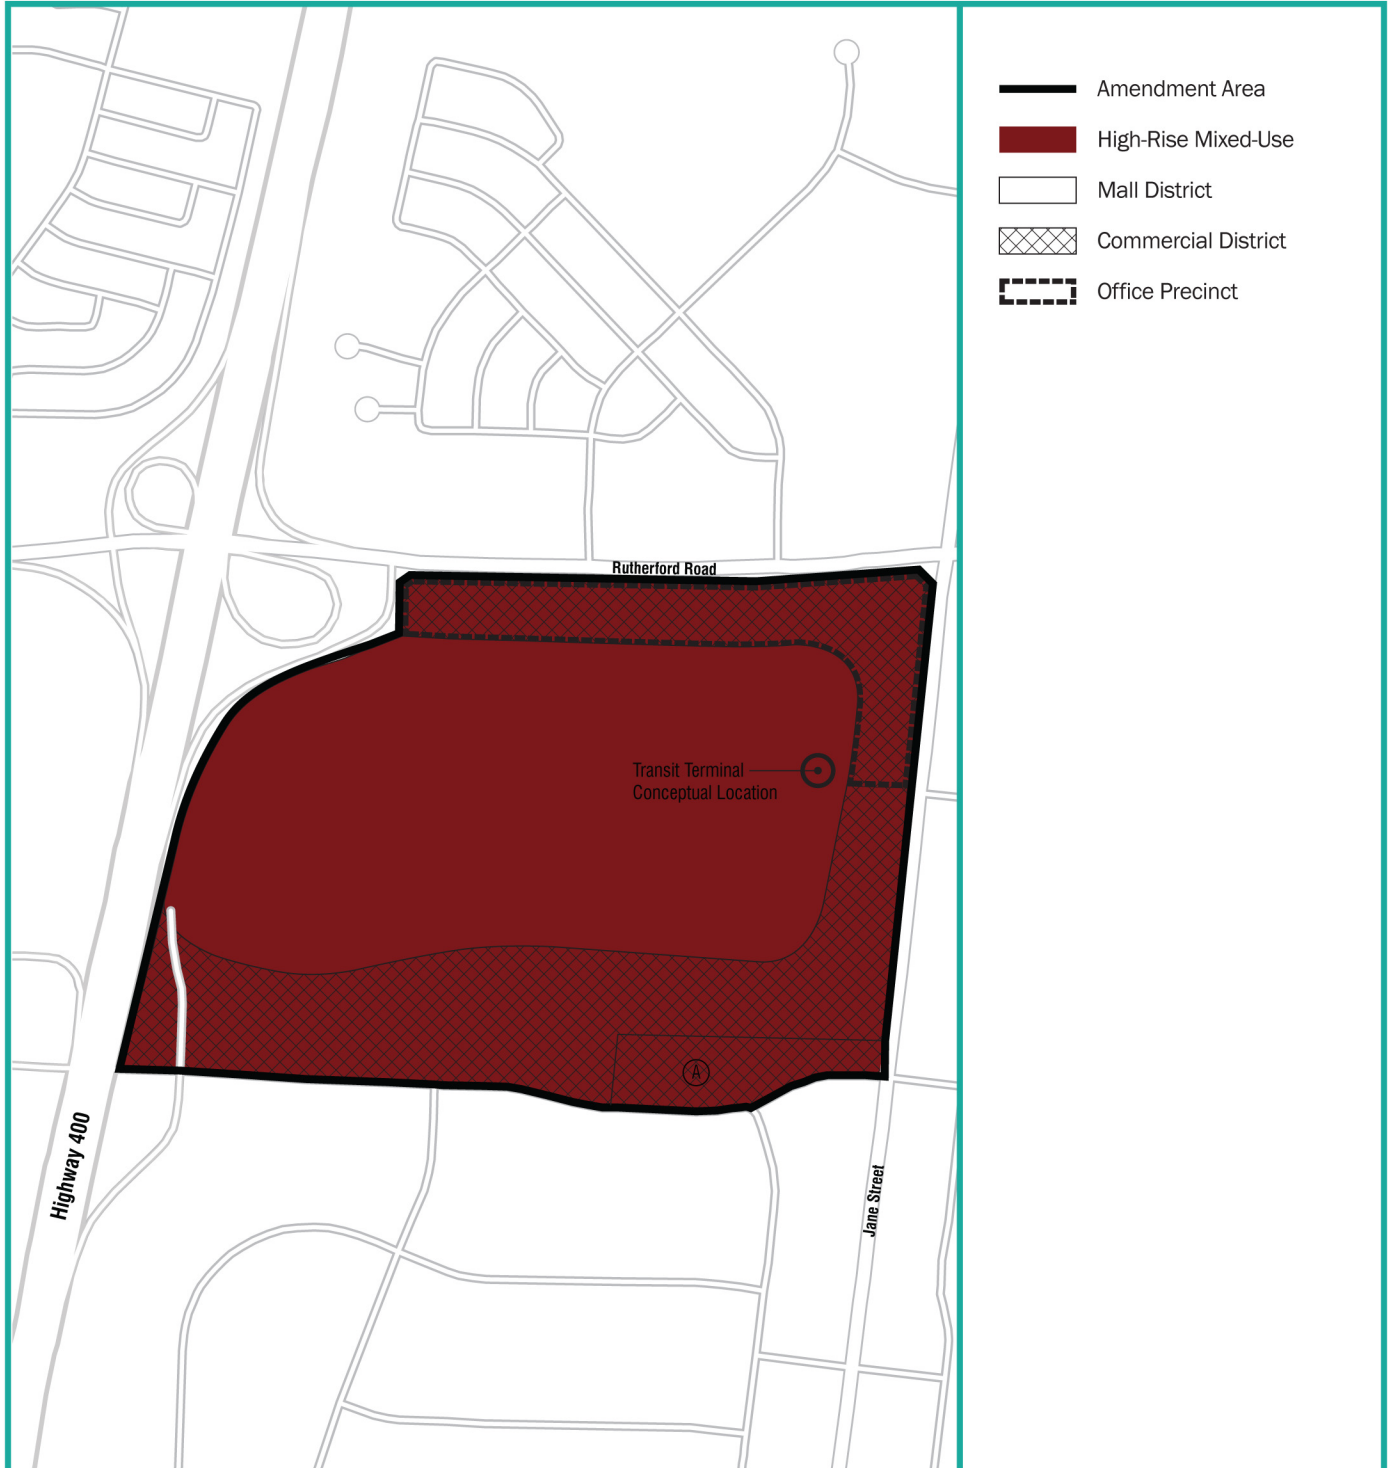 Amendment Area
High-Rise Mixed-Use
Mall District
Commercial District
Office Precinct
Rutherford Road
Transit Terminal
Conceptual Location
A
Highway 400
Jane Street